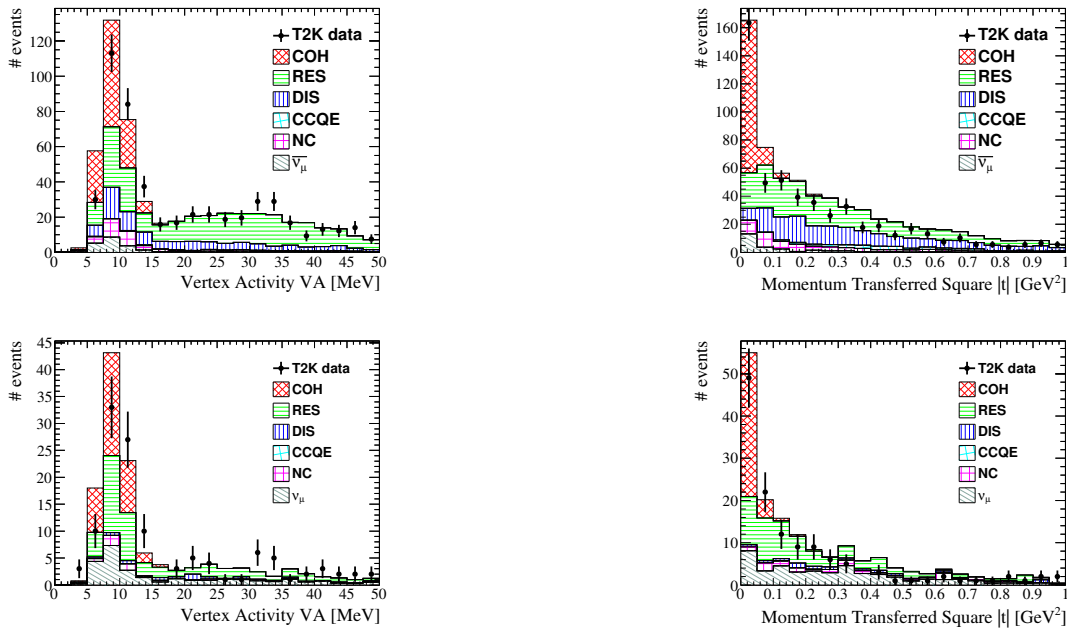 # events
120
100
80
60
40
20
0
T2K data
COH
RES
DIS
CCQE
NC
ν̅μ
0 5 10 15 20 25 30 35 40 45 50
Vertex Activity VA [MeV]
# events
160
140
120
100
80
60
40
20
0
T2K data
COH
RES
DIS
CCQE
NC
ν̅μ
0 0.1 0.2 0.3 0.4 0.5 0.6 0.7 0.8 0.9 1
Momentum Transferred Square |t| [GeV²]
# events
45
40
35
30
25
20
15
10
5
0
T2K data
COH
RES
DIS
CCQE
NC
νμ
0 5 10 15 20 25 30 35 40 45 50
Vertex Activity VA [MeV]
# events
50
40
30
20
10
0
T2K data
COH
RES
DIS
CCQE
NC
νμ
0 0.1 0.2 0.3 0.4 0.5 0.6 0.7 0.8 0.9 1
Momentum Transferred Square |t| [GeV²]